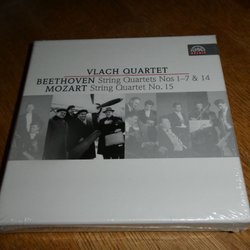 VLACH QUARTET
BEETHOVEN String Quartets Nos 1–7 & 14
MOZART String Quartet No. 15